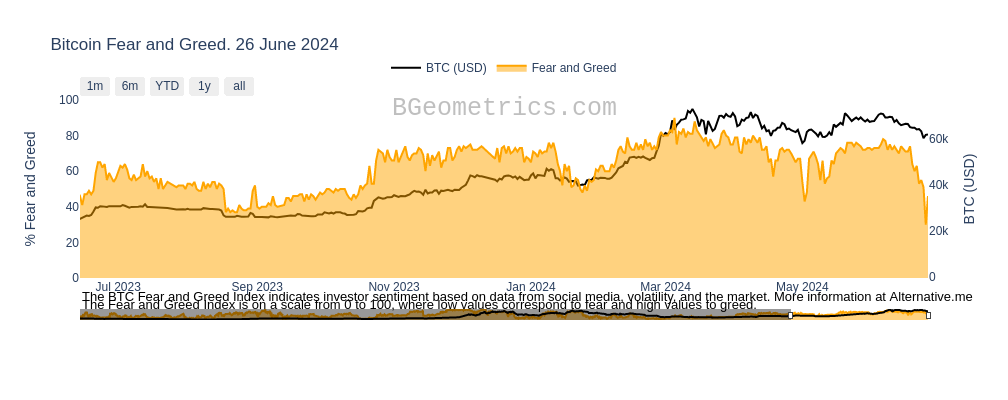 Bitcoin Fear and Greed. 26 June 2024
BTC (USD) Fear and Greed
1m 6m YTD 1y all
BGeometrics.com
100
80
60
40
20
0
% Fear and Greed
60k
40k
20k
0
BTC (USD)
Jul 2023 Sep 2023 Nov 2023 Jan 2024 Mar 2024 May 2024
The BTC Fear and Greed Index indicates investor sentiment based on data from social media, volatility, and the market. More information at Alternative.me
The Fear and Greed Index is on a scale from 0 to 100, where low values correspond to fear and high values to greed.